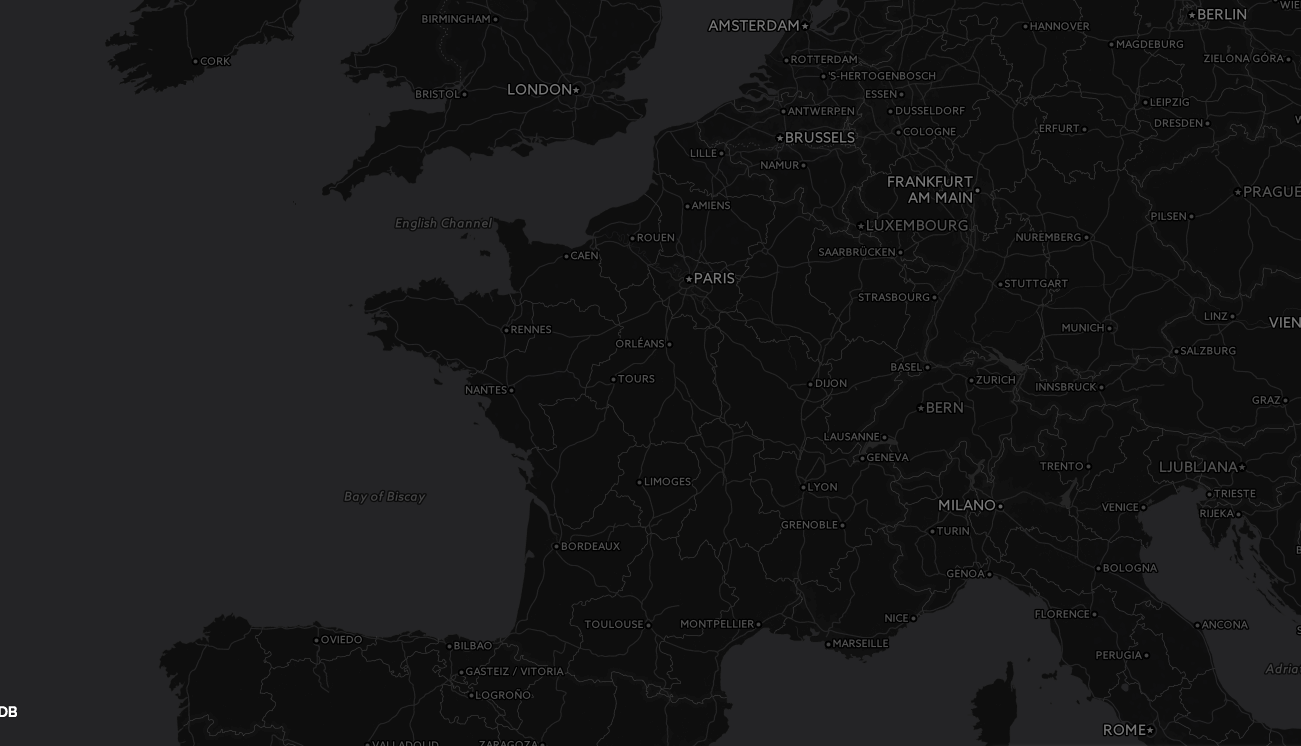 BIRMINGHAM
AMSTERDAM
BERLIN
HANNOVER
MAGDEBURG
CORK
ROTTERDAM
ZIELONA GÓRA
'S-HERTOGENBOSCH
BRISTOL
LONDON
ESSEN
LEIPZIG
ANTWERPEN
DUSSELDORF
DRESDEN
BRUSSELS
COLOGNE
ERFURT
LILLE
NAMUR
FRANKFURT
AM MAIN
PRAGUE
AMIENS
PILSEN
English Channel
LUXEMBOURG
ROUEN
NUREMBERG
CAEN
SAARBRÜCKEN
PARIS
STUTTGART
STRASBOURG
LINZ
VIEN
RENNES
MUNICH
ORLÉANS
SALZBURG
BASEL
TOURS
DIJON
ZURICH
INNSBRUCK
NANTES
BERN
GRAZ
LAUSANNE
GENEVA
TRENTO
LJUBLJANA
LIMOGES
LYON
TRIESTE
Bay of Biscay
MILANO
VENICE
RIJEKA
GRENOBLE
TURIN
BORDEAUX
GENOA
BOLOGNA
NICE
FLORENCE
TOULOUSE
MONTPELLIER
ANCONA
OVIEDO
BILBAO
MARSEILLE
PERUGIA
GASTEIZ / VITORIA
Adria
LOGROÑO
DB
ROME
VALLADOLID
ZARAGOZA